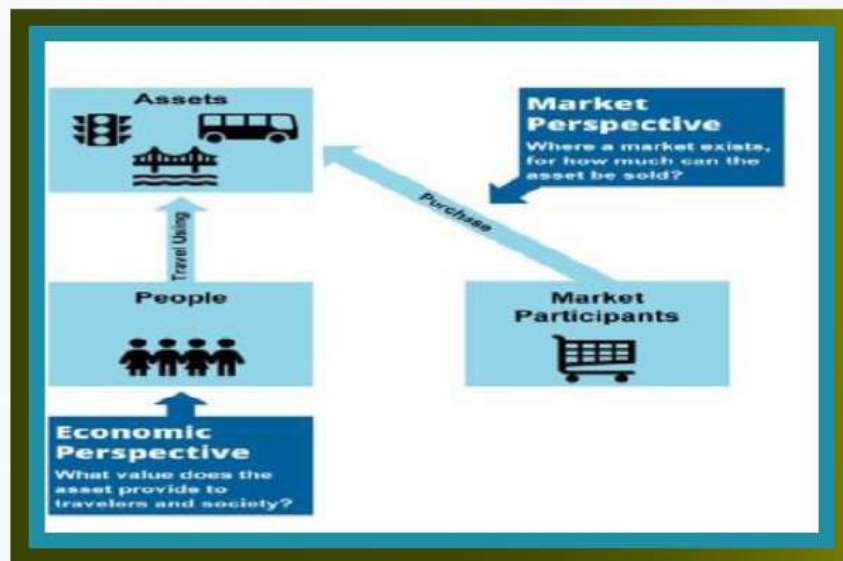 Assets
Market
Perspective
Where a market exists,
for how much can the
asset be sold?
Purchase
Travel Using
People
Market
Participants
Economic
Perspective
What value does the
asset provide to
travelers and society?